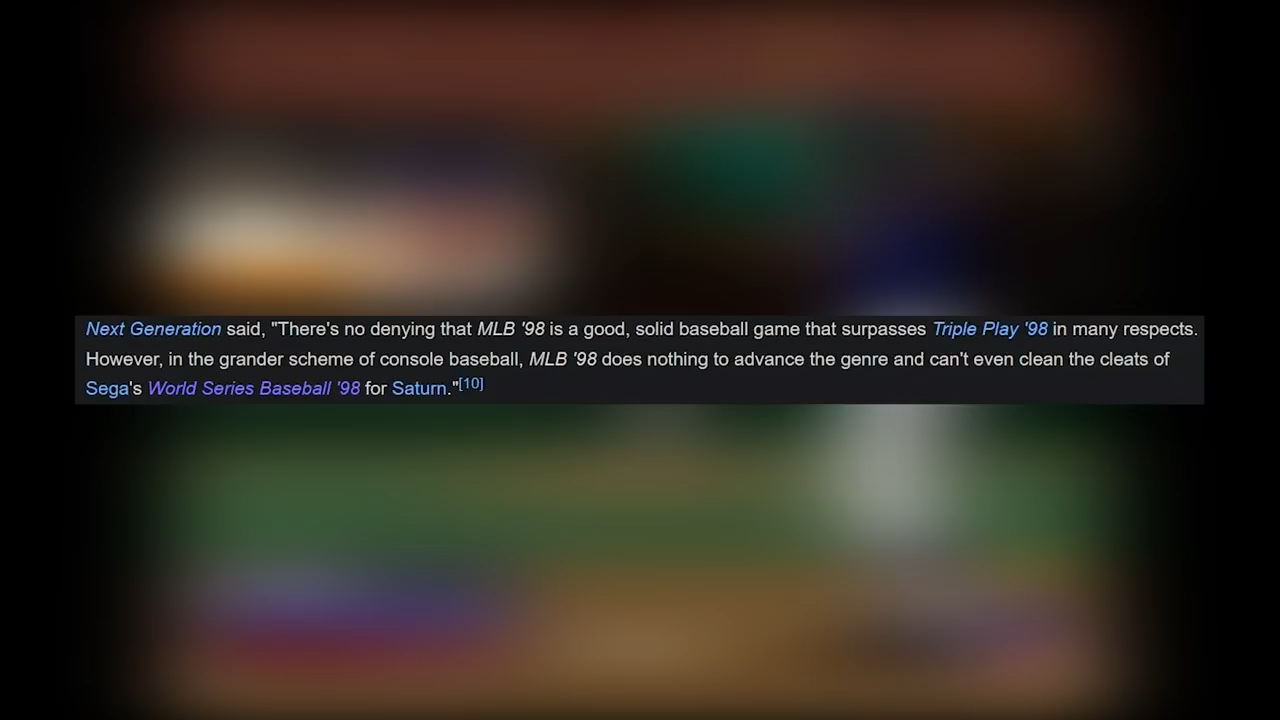 Next Generation said, "There's no denying that MLB '98 is a good, solid baseball game that surpasses Triple Play '98 in many respects.
However, in the grander scheme of console baseball, MLB '98 does nothing to advance the genre and can't even clean the cleats of
Sega's World Series Baseball '98 for Saturn."[10]